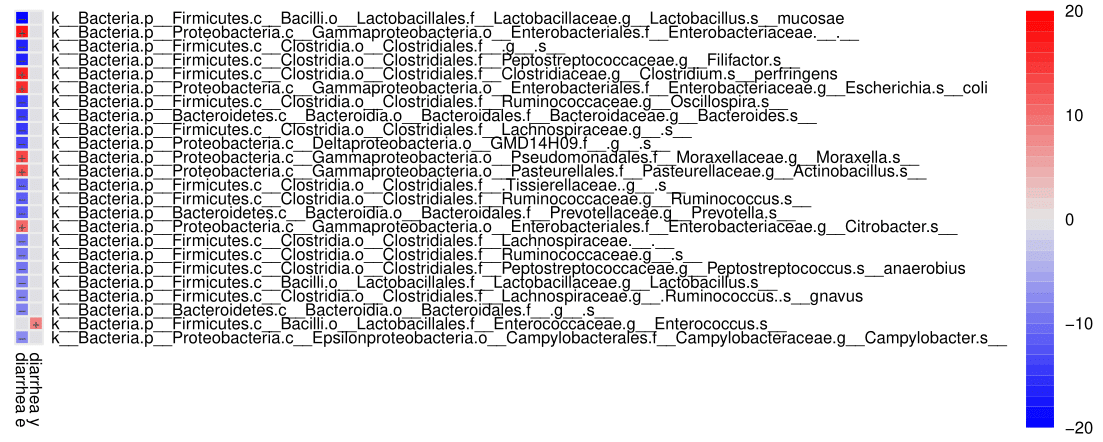 k__Bacteria.p__Firmicutes.c__Bacilli.o__Lactobacillales.f__Lactobacillaceae.g__Lactobacillus.s__mucosae
k__Bacteria.p__Proteobacteria.c__Gammaproteobacteria.o__Enterobacteriales.f__Enterobacteriaceae.__.__
k__Bacteria.p__Firmicutes.c__Clostridia.o__Clostridiales.f__.g__.s__
k__Bacteria.p__Firmicutes.c__Clostridia.o__Clostridiales.f__Peptostreptococcaceae.g__Filifactor.s__
k__Bacteria.p__Firmicutes.c__Clostridia.o__Clostridiales.f__Clostridiaceae.g__Clostridium.s__perfringens
k__Bacteria.p__Proteobacteria.c__Gammaproteobacteria.o__Enterobacteriales.f__Enterobacteriaceae.g__Escherichia.s__coli
k__Bacteria.p__Firmicutes.c__Clostridia.o__Clostridiales.f__Ruminococcaceae.g__Oscillospira.s__
k__Bacteria.p__Bacteroidetes.c__Bacteroidia.o__Bacteroidales.f__Bacteroidaceae.g__Bacteroides.s__
k__Bacteria.p__Firmicutes.c__Clostridia.o__Clostridiales.f__Lachnospiraceae.g__.s__
k__Bacteria.p__Proteobacteria.c__Deltaproteobacteria.o__GMD14H09.f__.g__.s__
k__Bacteria.p__Proteobacteria.c__Gammaproteobacteria.o__Pseudomonadales.f__Moraxellaceae.g__Moraxella.s__
k__Bacteria.p__Proteobacteria.c__Gammaproteobacteria.o__Pasteurellales.f__Pasteurellaceae.g__Actinobacillus.s__
k__Bacteria.p__Firmicutes.c__Clostridia.o__Clostridiales.f__.Tissierellaceae..g__.s__
k__Bacteria.p__Firmicutes.c__Clostridia.o__Clostridiales.f__Ruminococcaceae.g__Ruminococcus.s__
k__Bacteria.p__Bacteroidetes.c__Bacteroidia.o__Bacteroidales.f__Prevotellaceae.g__Prevotella.s__
k__Bacteria.p__Proteobacteria.c__Gammaproteobacteria.o__Enterobacteriales.f__Enterobacteriaceae.g__Citrobacter.s__
k__Bacteria.p__Firmicutes.c__Clostridia.o__Clostridiales.f__Lachnospiraceae.__.__
k__Bacteria.p__Firmicutes.c__Clostridia.o__Clostridiales.f__Ruminococcaceae.g__.s__
k__Bacteria.p__Firmicutes.c__Clostridia.o__Clostridiales.f__Peptostreptococcaceae.g__Peptostreptococcus.s__anaerobius
k__Bacteria.p__Firmicutes.c__Bacilli.o__Lactobacillales.f__Lactobacillaceae.g__Lactobacillus.s__
k__Bacteria.p__Firmicutes.c__Clostridia.o__Clostridiales.f__Lachnospiraceae.g__.Ruminococcus..s__gnavus
k__Bacteria.p__Bacteroidetes.c__Bacteroidia.o__Bacteroidales.f__.g__.s__
k__Bacteria.p__Firmicutes.c__Bacilli.o__Lactobacillales.f__Enterococcaceae.g__Enterococcus.s__
k__Bacteria.p__Proteobacteria.c__Epsilonproteobacteria.o__Campylobacterales.f__Campylobacteraceae.g__Campylobacter.s__
diarrhea e
diarrhea y
20
10
0
−10
−20